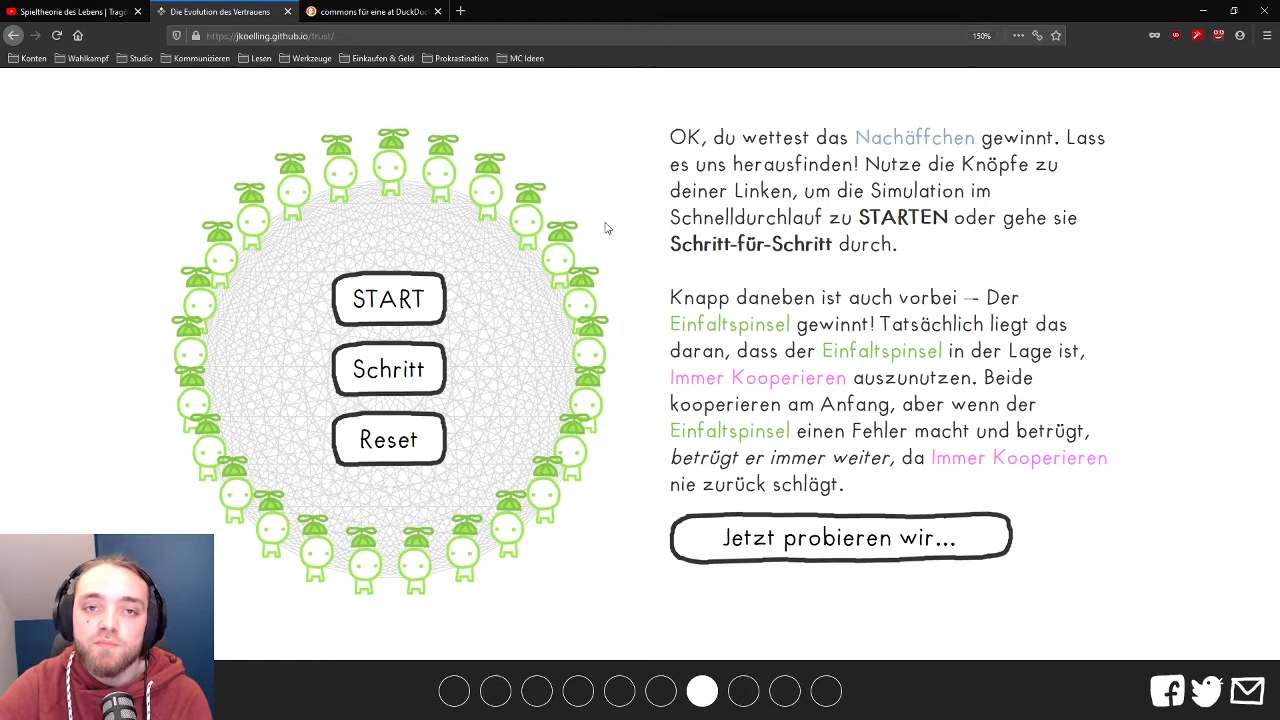 Spieltheorie des Lebens | Tragö
Die Evolution des Vertrauens
commons für eine at DuckDuc
https://jkoelling.github.io/trust/
150%
Konten
Wahlkampf
Studio
Kommunizieren
Lesen
Werkzeuge
Einkaufen & Geld
Prokrastination
MC Ideen
START
Schritt
Reset
OK, du wettest das Nachäffchen gewinnt. Lass
es uns herausfinden! Nutze die Knöpfe zu
deiner Linken, um die Simulation im
Schnelldurchlauf zu STARTEN oder gehe sie
Schritt-für-Schritt durch.
Knapp daneben ist auch vorbei -- Der
Einfaltspinsel gewinnt! Tatsächlich liegt das
daran, dass der Einfaltspinsel in der Lage ist,
Immer Kooperieren auszunutzen. Beide
kooperieren am Anfang, aber wenn der
Einfaltspinsel einen Fehler macht und betrügt,
betrügt er immer weiter, da Immer Kooperieren
nie zurück schlägt.
Jetzt probieren wir...